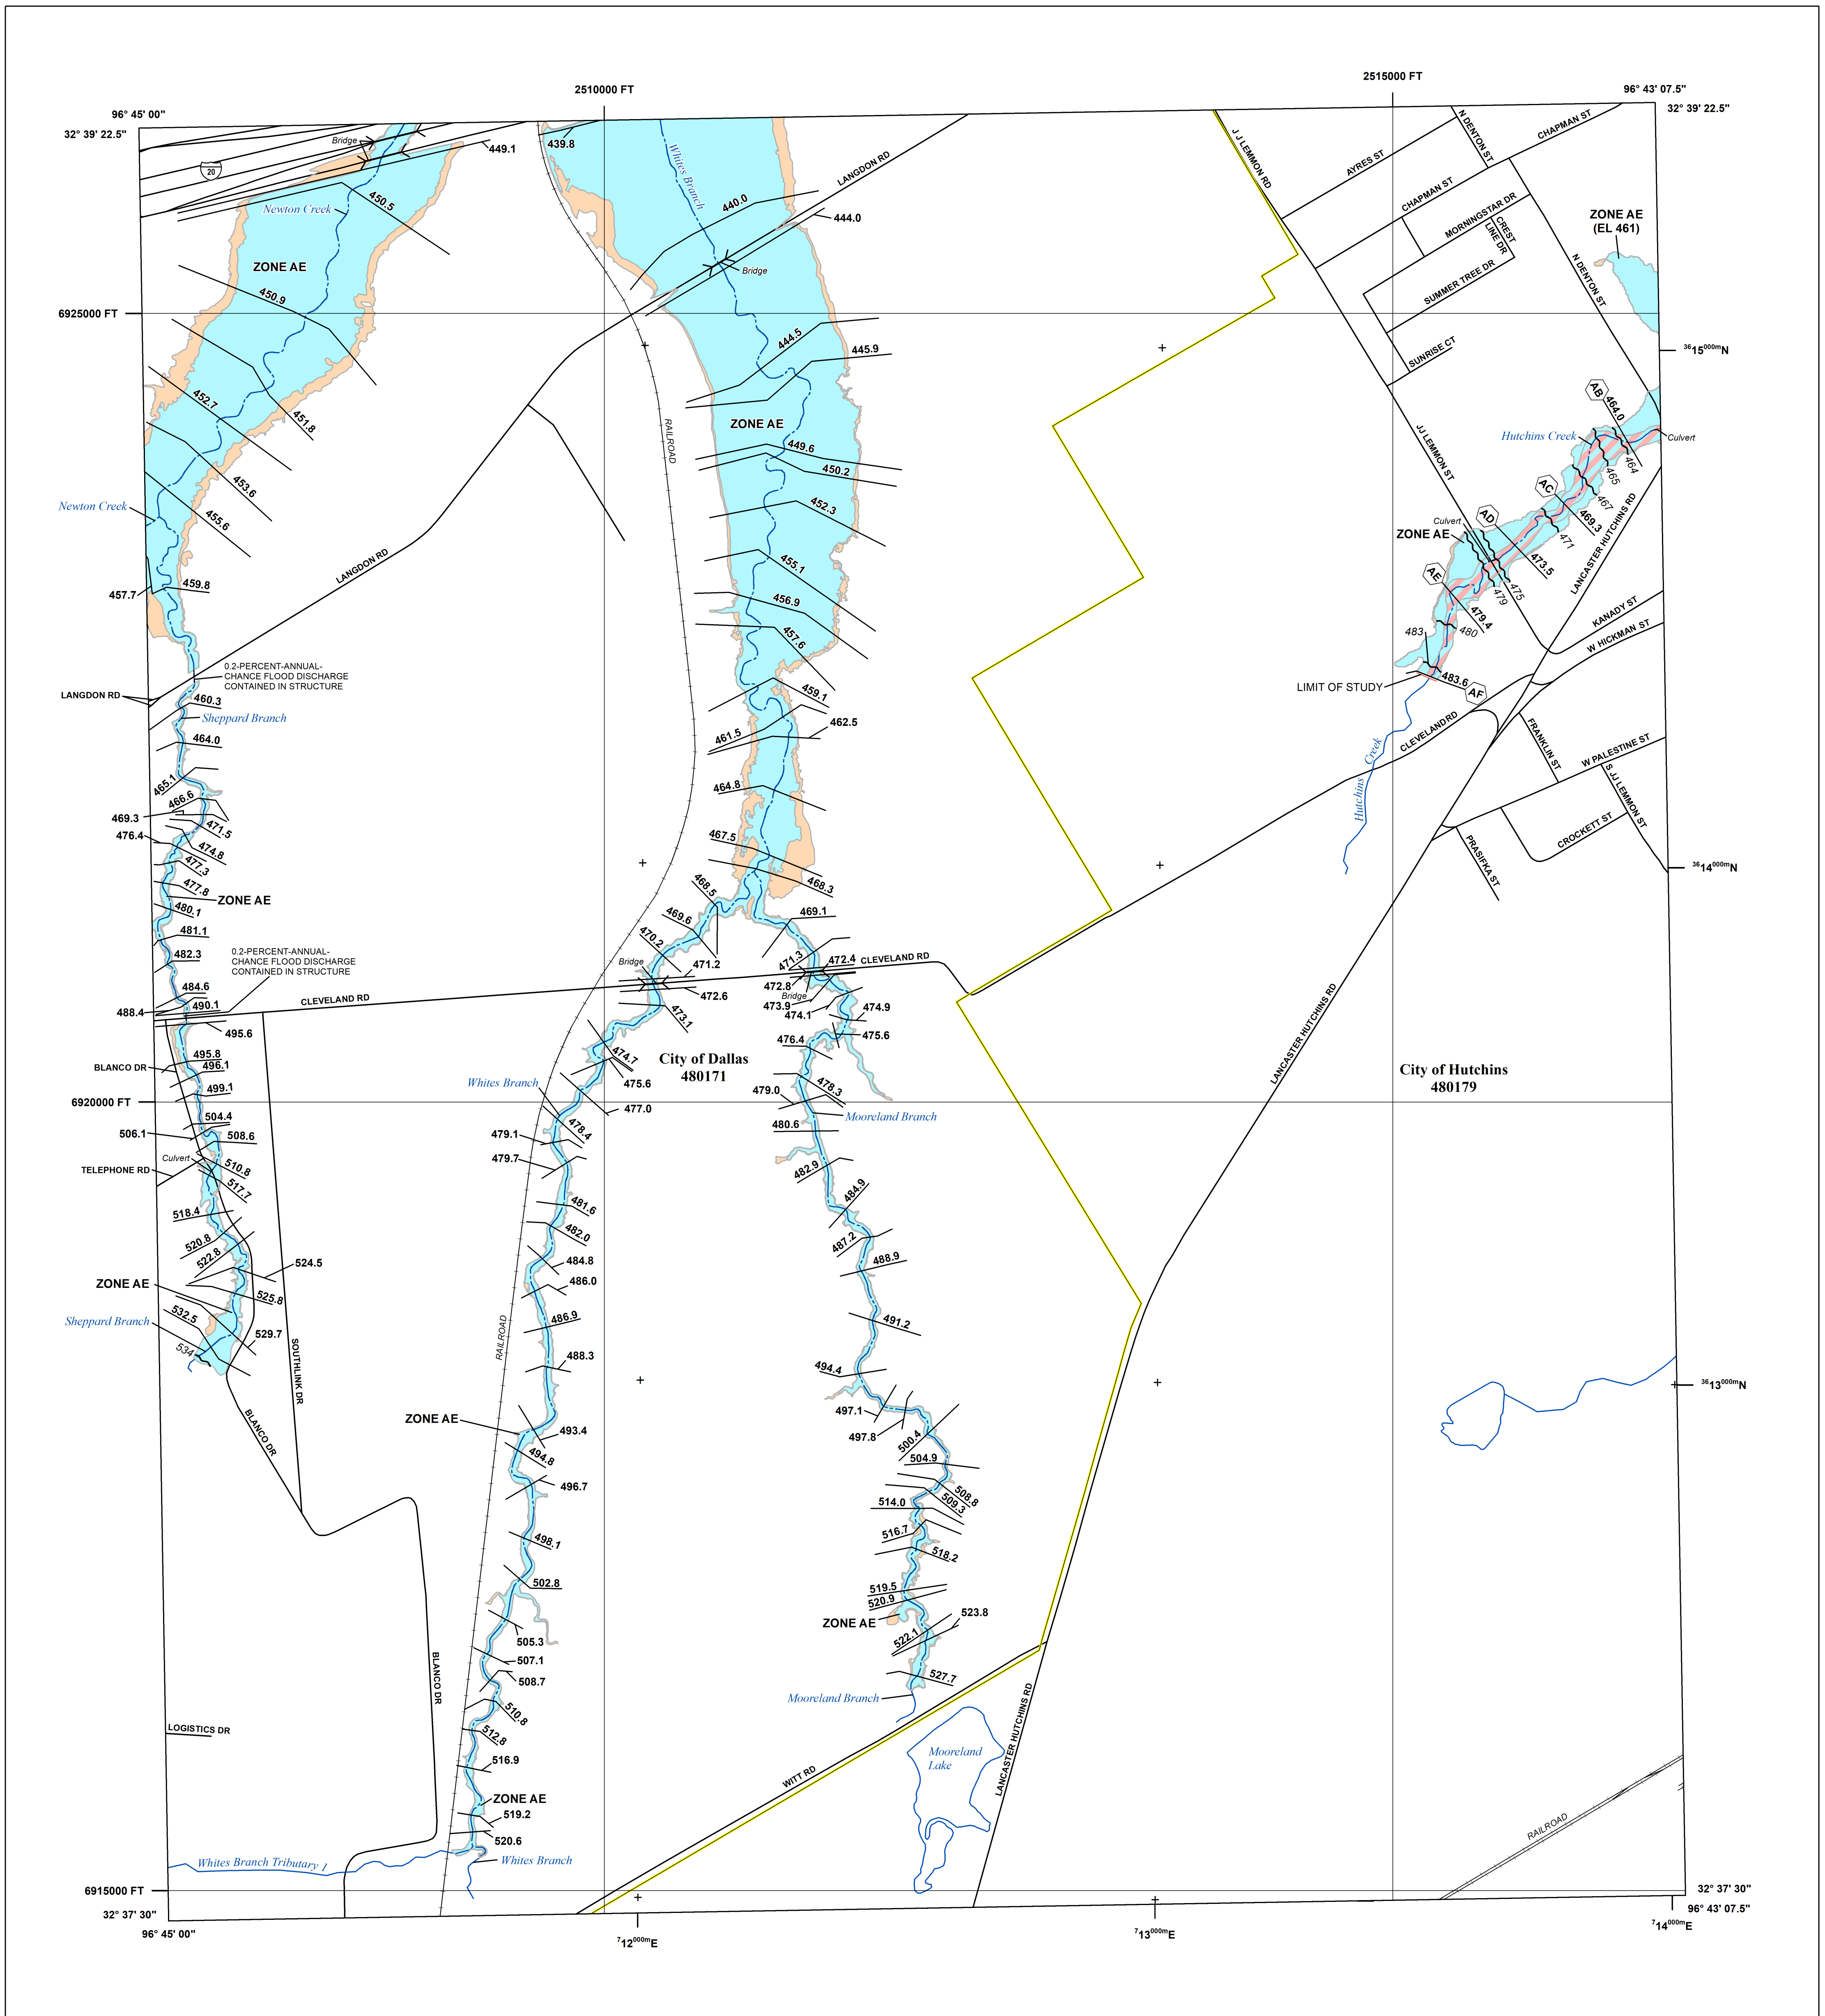 2515000 FT
2510000 FT
96° 43' 07.5"
96° 45' 00"
32° 39' 22.5"
32° 39' 22.5"
Bridge
20
449.1
439.8
Whites Branch
LANGDON RD
J J LEMMON RD
AYRES ST
N DENTON ST
CHAPMAN ST
CHAPMAN ST
Newton Creek
450.5
440.0
444.0
MORNINGSTAR DR
CREST
LINE DR
ZONE AE
(EL 461)
ZONE AE
Bridge
SUMMER TREE DR
N DENTON ST
450.9
6925000 FT
444.5
445.9
SUNRISE CT
3615000mN
452.7
451.8
ZONE AE
RAILROAD
449.6
450.2
JJ LEMMON ST
AB
464.0
Hutchins Creek
Culvert
464
465
467
453.6
455.6
Newton Creek
452.3
AC
469.3
AD
Culvert
ZONE AE
471
473.5
LANCASTER HUTCHINS RD
LANGDON RD
455.1
456.9
457.6
459.8
457.7
AE
475
479
479.4
480
483
KANADY ST
W HICKMAN ST
0.2-PERCENT-ANNUAL-
CHANCE FLOOD DISCHARGE
CONTAINED IN STRUCTURE
LANGDON RD
460.3
Sheppard Branch
464.0
459.1
462.5
461.5
LIMIT OF STUDY
483.6
AF
Hutchins Creek
CLEVELAND RD
FRANKLIN ST
W PALESTINE ST
S JJ LEMMON ST
465.1
466.6
469.3
471.5
476.4
474.8
477.3
464.8
467.5
468.3
CROCKETT ST
PRASIFKA ST
3614000mN
477.8
ZONE AE
480.1
481.1
482.3
468.5
469.6
470.2
469.1
0.2-PERCENT-ANNUAL-
CHANCE FLOOD DISCHARGE
CONTAINED IN STRUCTURE
Bridge
471.2
471.3
472.4
CLEVELAND RD
484.6
490.1
488.4
CLEVELAND RD
472.6
472.8
Bridge
473.9
474.1
474.9
473.1
495.6
475.6
476.4
495.8
BLANCO DR
496.1
474.7
475.6
City of Dallas
480171
City of Hutchins
480179
LANCASTER HUTCHINS RD
499.1
Whites Branch
478.3
479.0
6920000 FT
477.0
Mooreland Branch
504.4
506.1
508.6
478.4
479.1
480.6
Culvert
TELEPHONE RD
510.8
517.7
479.7
482.9
518.4
481.6
484.9
520.8
522.8
482.0
487.2
524.5
484.8
488.9
ZONE AE
486.0
525.8
532.5
Sheppard Branch
529.7
534
486.9
491.2
SOUTHLINK DR
RAILROAD
488.3
494.4
3613000mN
ZONE AE
493.4
497.1
497.8
500.4
BLANCO DR
494.8
504.9
496.7
508.8
509.3
514.0
516.7
498.1
518.2
502.8
519.5
520.9
ZONE AE
523.8
505.3
522.1
507.1
508.7
527.7
BLANCO DR
Mooreland Branch
510.8
LOGISTICS DR
512.8
516.9
Mooreland
Lake
LANCASTER HUTCHINS RD
WITT RD
ZONE AE
519.2
520.6
RAILROAD
Whites Branch Tributary 1
Whites Branch
6915000 FT
32° 37' 30"
32° 37' 30"
96° 43' 07.5"
96° 45' 00"
712000mE
713000mE
714000mE